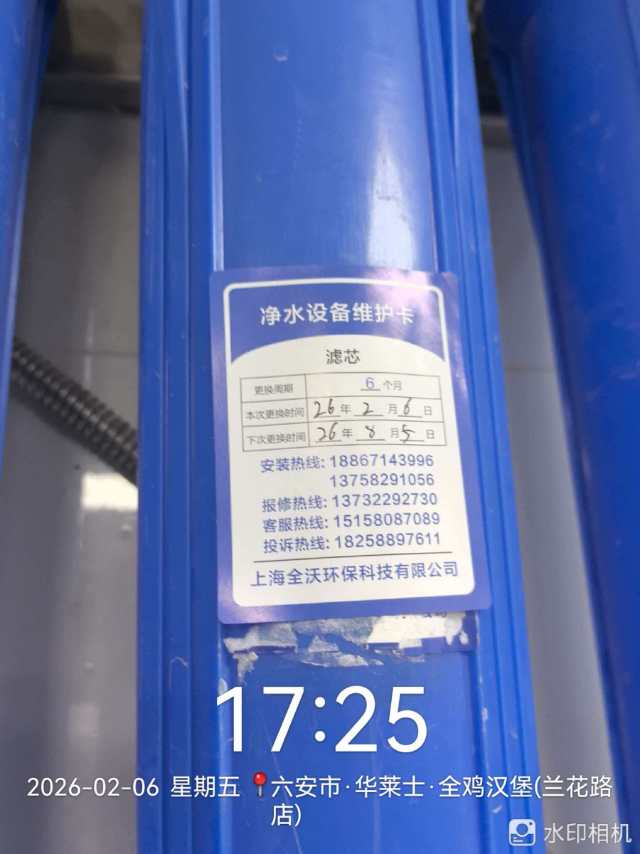 净水设备维护卡
滤芯
更换周期 6 个月
本次更换时间 26 年 2 月 6 日
下次更换时间 26 年 8 月 5 日
安装热线: 18867143996
13758291056
报修热线: 13732292730
客服热线: 15158087089
投诉热线: 18258897611
上海全沃环保科技有限公司
17:25
2026-02-06 星期五 六安市·华莱士·全鸡汉堡(兰花路
店)
水印相机